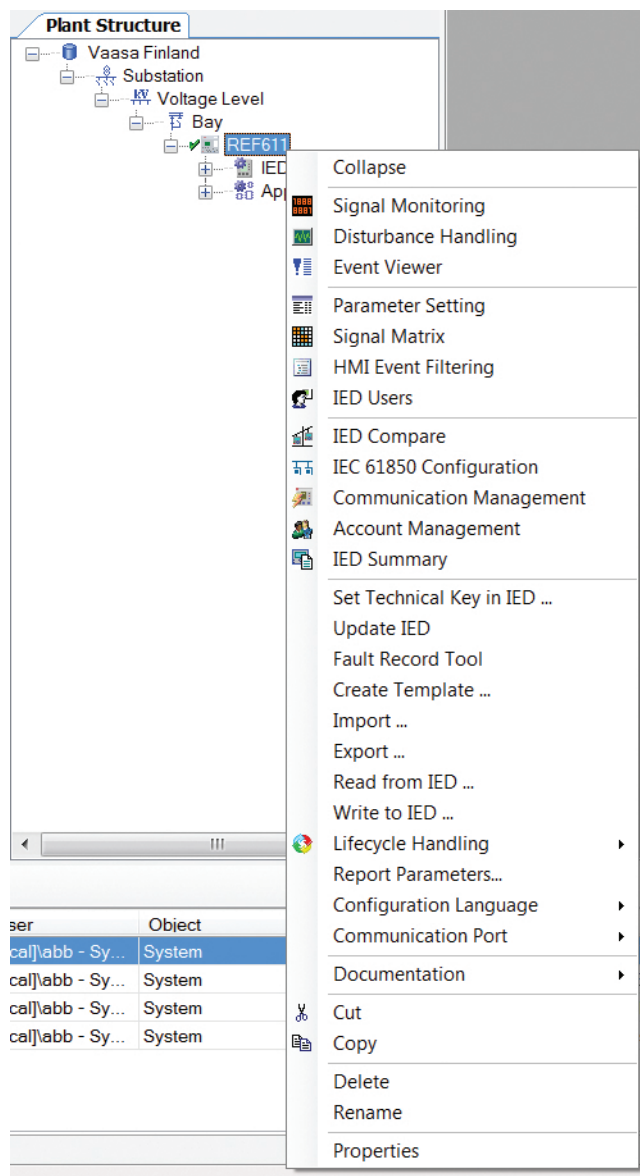 Plant Structure
Vaasa Finland
Substation
Voltage Level
Bay
REF611
IED
App
Collapse
Signal Monitoring
Disturbance Handling
Event Viewer
Parameter Setting
Signal Matrix
HMI Event Filtering
IED Users
IED Compare
IEC 61850 Configuration
Communication Management
Account Management
IED Summary
Set Technical Key in IED ...
Update IED
Fault Record Tool
Create Template ...
Import ...
Export ...
Read from IED ...
Write to IED ...
Lifecycle Handling
Report Parameters...
Configuration Language
Communication Port
Documentation
Cut
Copy
Delete
Rename
Properties
ser Object
cal]\abb - Sy... System
cal]\abb - Sy... System
cal]\abb - Sy... System
cal]\abb - Sy... System